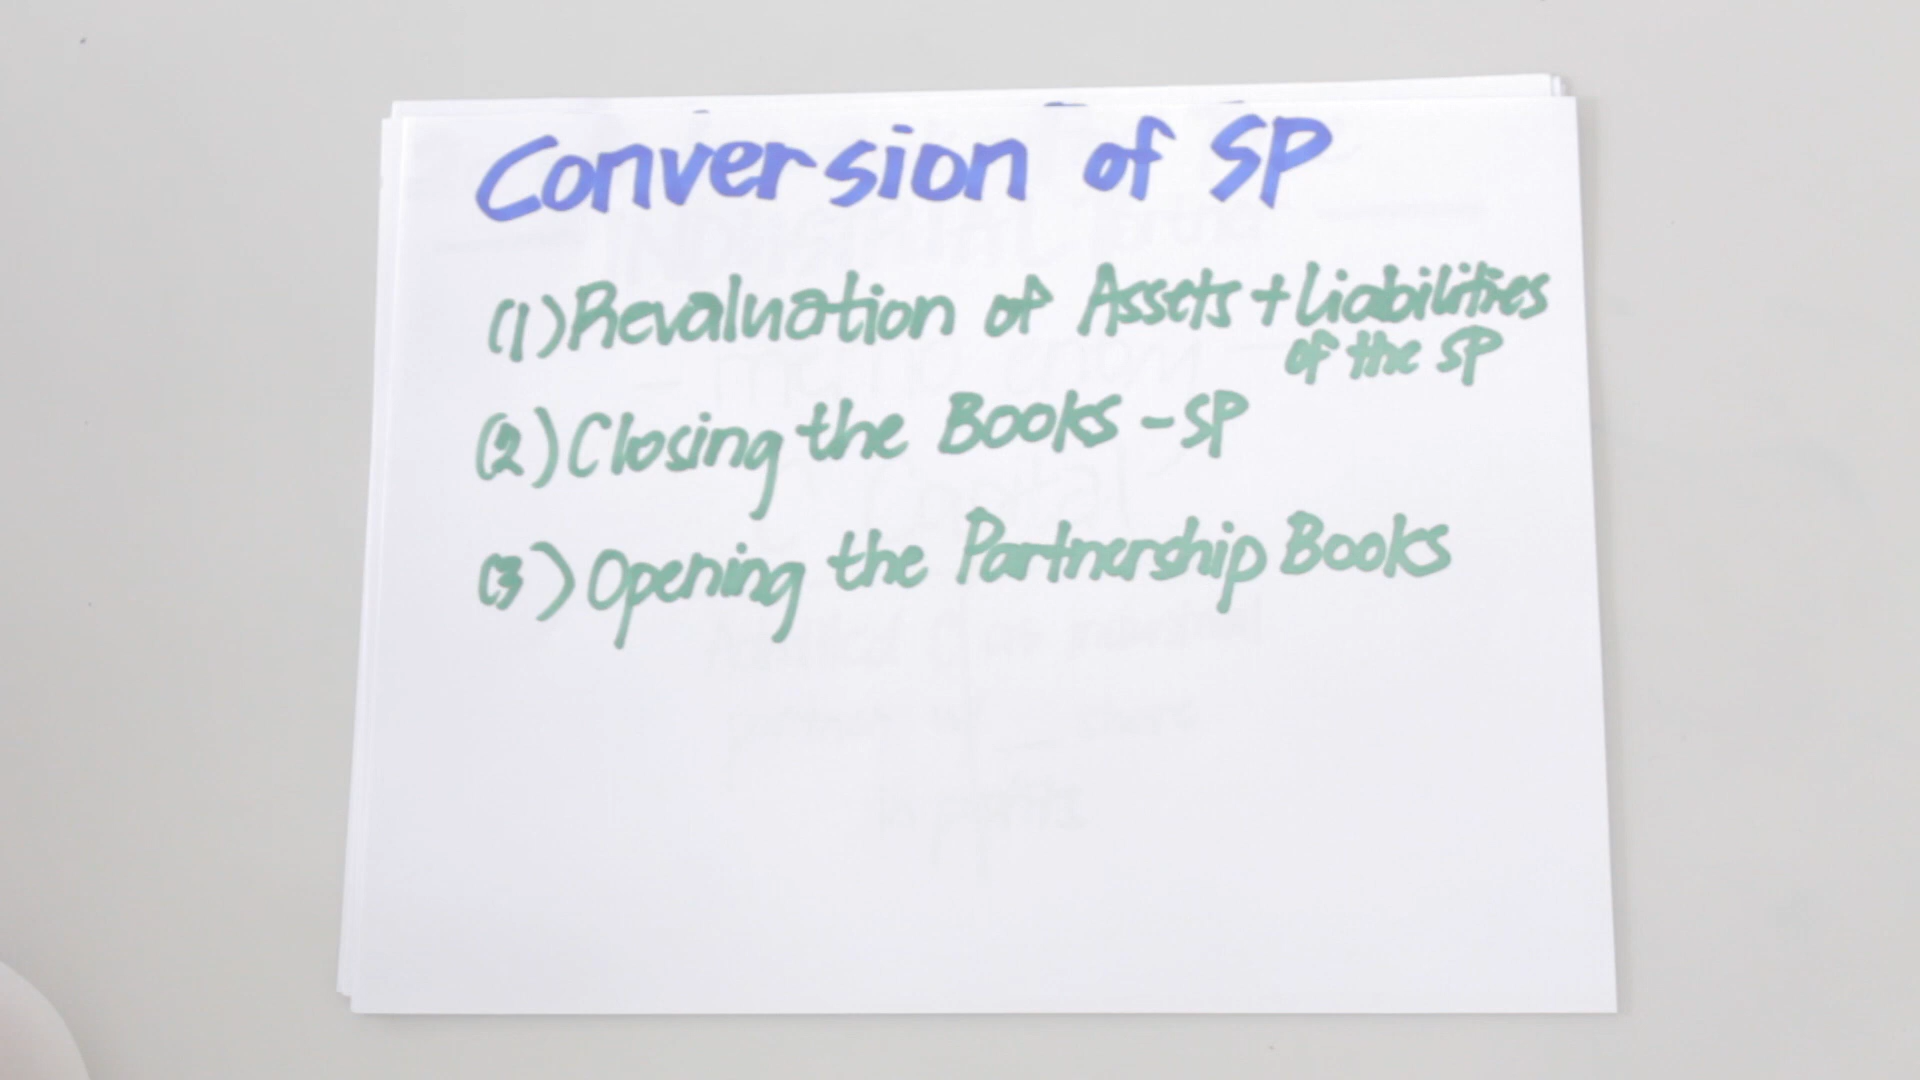 Conversion of SP
(1) Revaluation of Assets + Liabilities
of the SP
(2) Closing the Books - SP
(3) Opening the Partnership Books